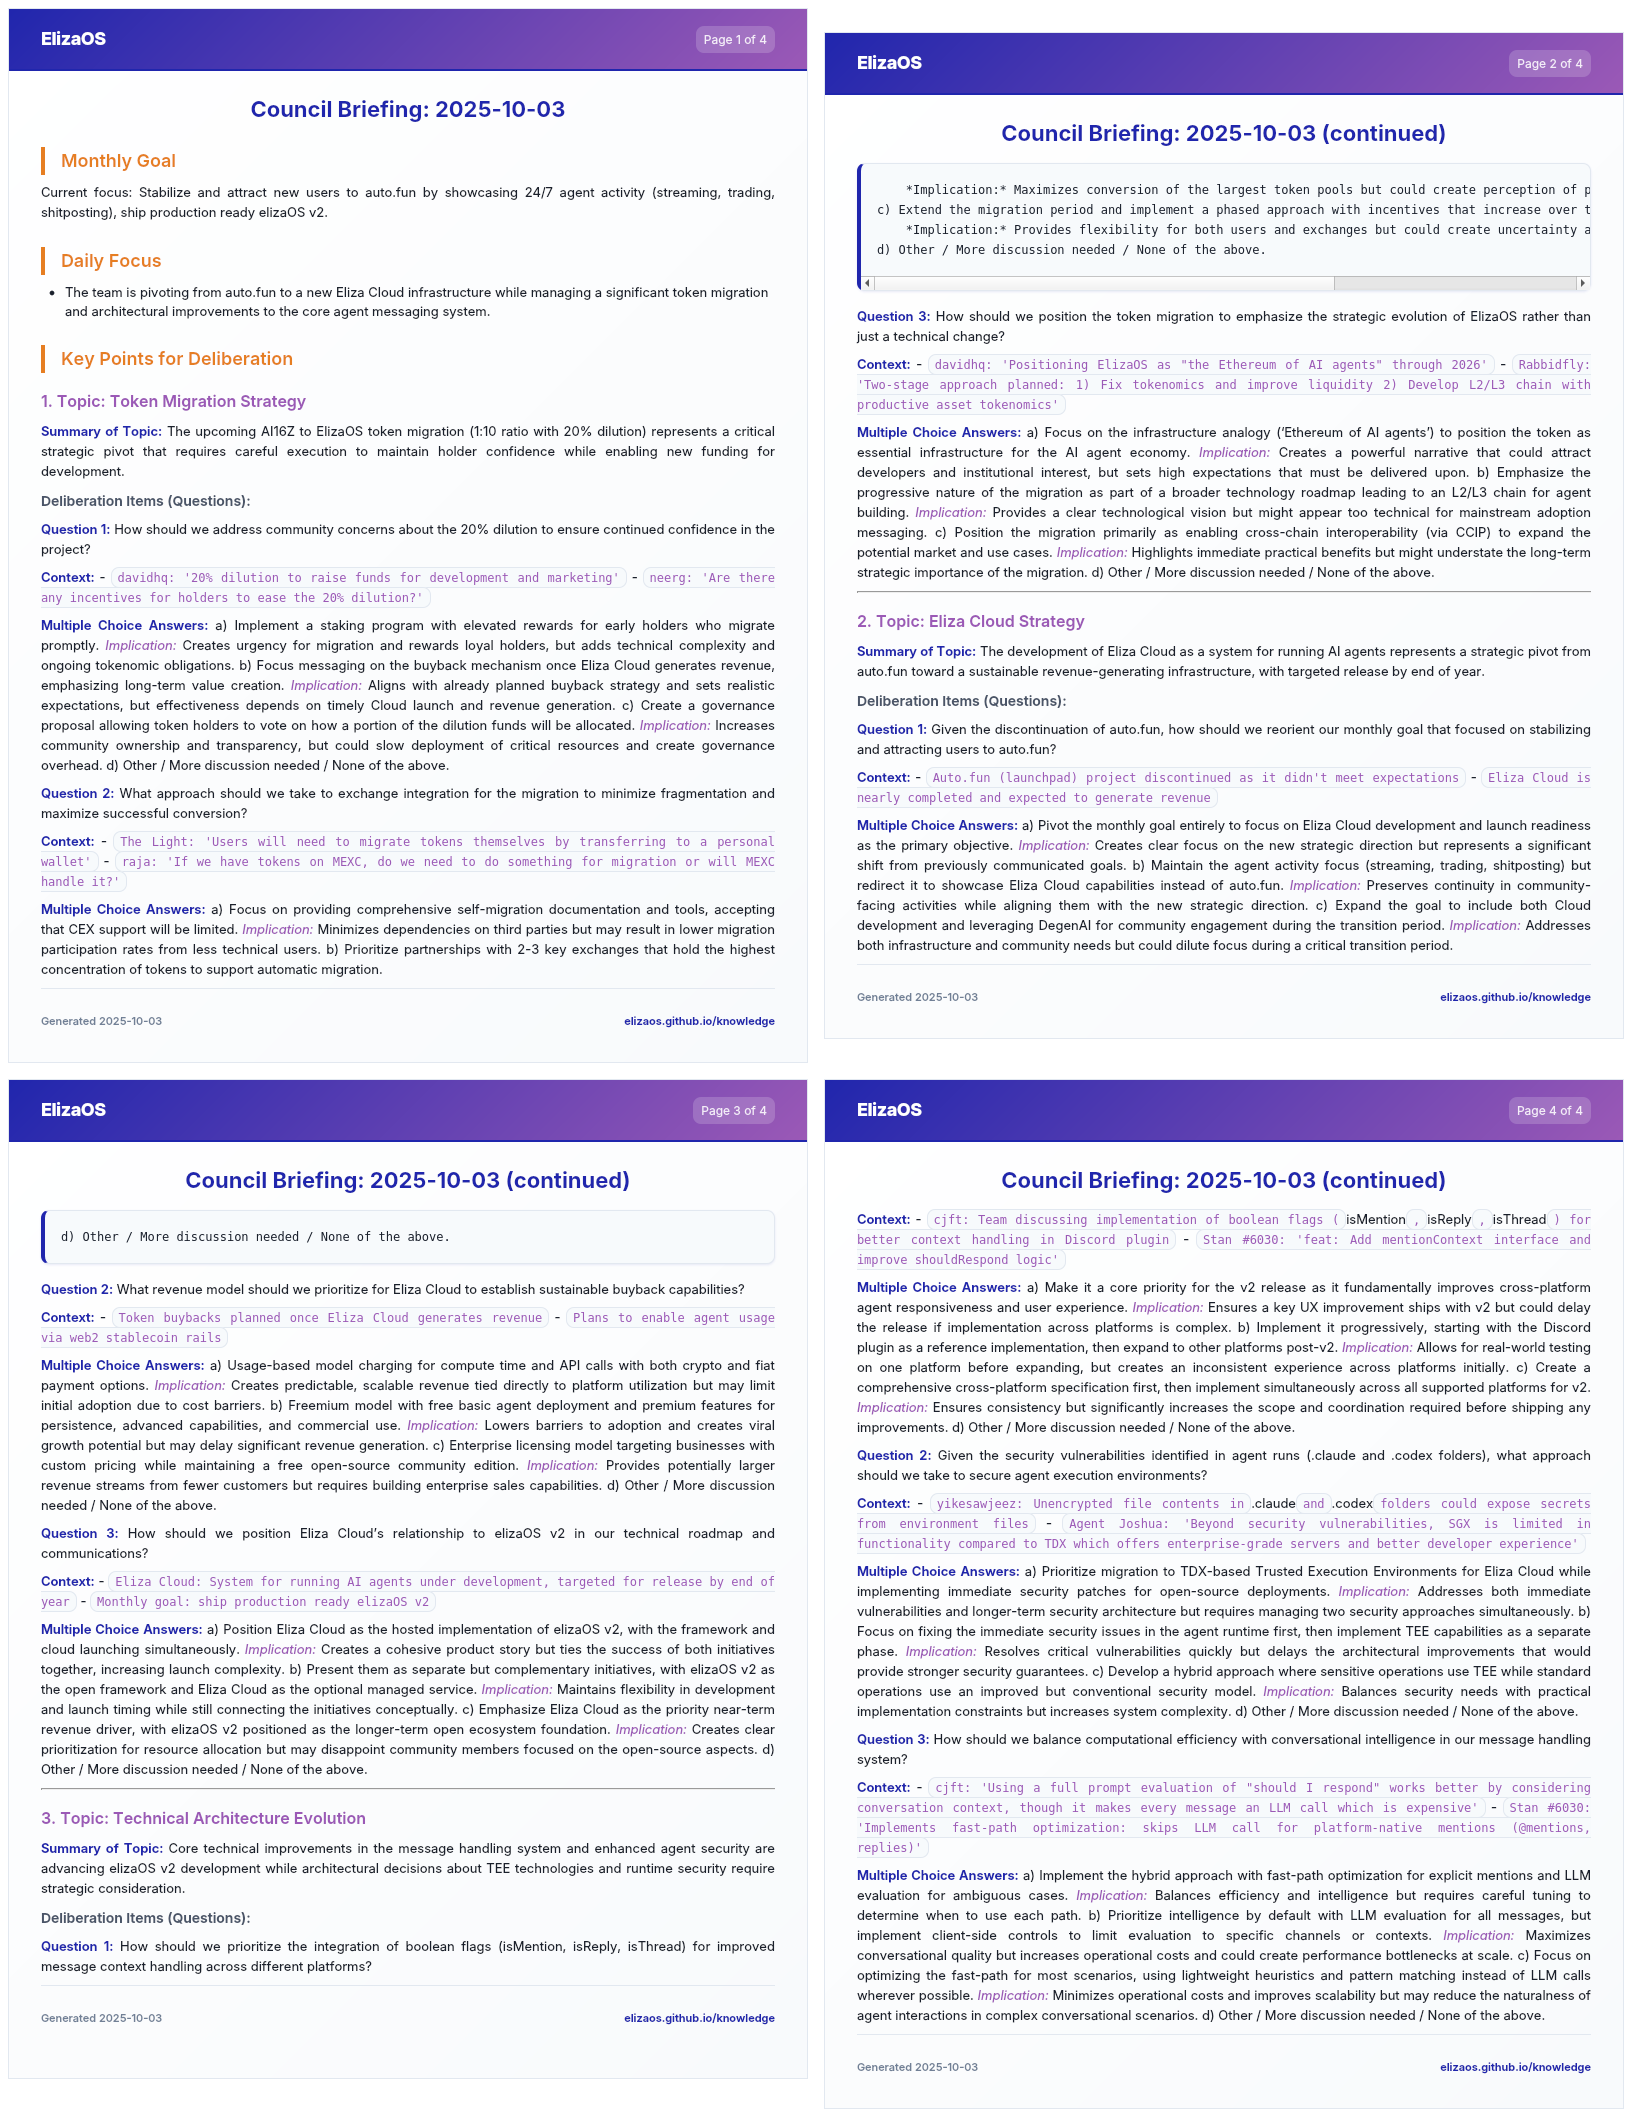 ElizaOS
Page 1 of 4
Council Briefing: 2025-10-03
Monthly Goal
Current focus: Stabilize and attract new users to auto.fun by showcasing 24/7 agent activity (streaming, trading,
shitposting), ship production ready elizaOS v2.
Daily Focus
• The team is pivoting from auto.fun to a new Eliza Cloud infrastructure while managing a significant token migration
and architectural improvements to the core agent messaging system.
Key Points for Deliberation
1. Topic: Token Migration Strategy
Summary of Topic: The upcoming AI16Z to ElizaOS token migration (1:10 ratio with 20% dilution) represents a critical
strategic pivot that requires careful execution to maintain holder confidence while enabling new funding for
development.
Deliberation Items (Questions):
Question 1: How should we address community concerns about the 20% dilution to ensure continued confidence in the
project?
Context: - davidhq: '20% dilution to raise funds for development and marketing' - neerg: 'Are there
any incentives for holders to ease the 20% dilution?'
Multiple Choice Answers: a) Implement a staking program with elevated rewards for early holders who migrate
promptly. Implication: Creates urgency for migration and rewards loyal holders, but adds technical complexity and
ongoing tokenomic obligations. b) Focus messaging on the buyback mechanism once Eliza Cloud generates revenue,
emphasizing long-term value creation. Implication: Aligns with already planned buyback strategy and sets realistic
expectations, but effectiveness depends on timely Cloud launch and revenue generation. c) Create a governance
proposal allowing token holders to vote on how a portion of the dilution funds will be allocated. Implication: Increases
community ownership and transparency, but could slow deployment of critical resources and create governance
overhead. d) Other / More discussion needed / None of the above.
Question 2: What approach should we take to exchange integration for the migration to minimize fragmentation and
maximize successful conversion?
Context: - The Light: 'Users will need to migrate tokens themselves by transferring to a personal
wallet' - raja: 'If we have tokens on MEXC, do we need to do something for migration or will MEXC
handle it?'
Multiple Choice Answers: a) Focus on providing comprehensive self-migration documentation and tools, accepting
that CEX support will be limited. Implication: Minimizes dependencies on third parties but may result in lower migration
participation rates from less technical users. b) Prioritize partnerships with 2-3 key exchanges that hold the highest
concentration of tokens to support automatic migration.
Generated 2025-10-03
elizaos.github.io/knowledge
ElizaOS
Page 2 of 4
Council Briefing: 2025-10-03 (continued)
*Implication:* Maximizes conversion of the largest token pools but could create perception of p
c) Extend the migration period and implement a phased approach with incentives that increase over t
*Implication:* Provides flexibility for both users and exchanges but could create uncertainty a
d) Other / More discussion needed / None of the above.
Question 3: How should we position the token migration to emphasize the strategic evolution of ElizaOS rather than
just a technical change?
Context: - davidhq: 'Positioning ElizaOS as "the Ethereum of AI agents" through 2026' - Rabbidfly:
'Two-stage approach planned: 1) Fix tokenomics and improve liquidity 2) Develop L2/L3 chain with
productive asset tokenomics'
Multiple Choice Answers: a) Focus on the infrastructure analogy (‘Ethereum of AI agents’) to position the token as
essential infrastructure for the AI agent economy. Implication: Creates a powerful narrative that could attract
developers and institutional interest, but sets high expectations that must be delivered upon. b) Emphasize the
progressive nature of the migration as part of a broader technology roadmap leading to an L2/L3 chain for agent
building. Implication: Provides a clear technological vision but might appear too technical for mainstream adoption
messaging. c) Position the migration primarily as enabling cross-chain interoperability (via CCIP) to expand the
potential market and use cases. Implication: Highlights immediate practical benefits but might understate the long-term
strategic importance of the migration. d) Other / More discussion needed / None of the above.
2. Topic: Eliza Cloud Strategy
Summary of Topic: The development of Eliza Cloud as a system for running AI agents represents a strategic pivot from
auto.fun toward a sustainable revenue-generating infrastructure, with targeted release by end of year.
Deliberation Items (Questions):
Question 1: Given the discontinuation of auto.fun, how should we reorient our monthly goal that focused on stabilizing
and attracting users to auto.fun?
Context: - Auto.fun (launchpad) project discontinued as it didn't meet expectations - Eliza Cloud is
nearly completed and expected to generate revenue
Multiple Choice Answers: a) Pivot the monthly goal entirely to focus on Eliza Cloud development and launch readiness
as the primary objective. Implication: Creates clear focus on the new strategic direction but represents a significant
shift from previously communicated goals. b) Maintain the agent activity focus (streaming, trading, shitposting) but
redirect it to showcase Eliza Cloud capabilities instead of auto.fun. Implication: Preserves continuity in community-
facing activities while aligning them with the new strategic direction. c) Expand the goal to include both Cloud
development and leveraging DegenAI for community engagement during the transition period. Implication: Addresses
both infrastructure and community needs but could dilute focus during a critical transition period.
Generated 2025-10-03
elizaos.github.io/knowledge
ElizaOS
Page 3 of 4
Council Briefing: 2025-10-03 (continued)
d) Other / More discussion needed / None of the above.
Question 2: What revenue model should we prioritize for Eliza Cloud to establish sustainable buyback capabilities?
Context: - Token buybacks planned once Eliza Cloud generates revenue - Plans to enable agent usage
via web2 stablecoin rails
Multiple Choice Answers: a) Usage-based model charging for compute time and API calls with both crypto and fiat
payment options. Implication: Creates predictable, scalable revenue tied directly to platform utilization but may limit
initial adoption due to cost barriers. b) Freemium model with free basic agent deployment and premium features for
persistence, advanced capabilities, and commercial use. Implication: Lowers barriers to adoption and creates viral
growth potential but may delay significant revenue generation. c) Enterprise licensing model targeting businesses with
custom pricing while maintaining a free open-source community edition. Implication: Provides potentially larger
revenue streams from fewer customers but requires building enterprise sales capabilities. d) Other / More discussion
needed / None of the above.
Question 3: How should we position Eliza Cloud’s relationship to elizaOS v2 in our technical roadmap and
communications?
Context: - Eliza Cloud: System for running AI agents under development, targeted for release by end of
year - Monthly goal: ship production ready elizaOS v2
Multiple Choice Answers: a) Position Eliza Cloud as the hosted implementation of elizaOS v2, with the framework and
cloud launching simultaneously. Implication: Creates a cohesive product story but ties the success of both initiatives
together, increasing launch complexity. b) Present them as separate but complementary initiatives, with elizaOS v2 as
the open framework and Eliza Cloud as the optional managed service. Implication: Maintains flexibility in development
and launch timing while still connecting the initiatives conceptually. c) Emphasize Eliza Cloud as the priority near-term
revenue driver, with elizaOS v2 positioned as the longer-term open ecosystem foundation. Implication: Creates clear
prioritization for resource allocation but may disappoint community members focused on the open-source aspects. d)
Other / More discussion needed / None of the above.
3. Topic: Technical Architecture Evolution
Summary of Topic: Core technical improvements in the message handling system and enhanced agent security are
advancing elizaOS v2 development while architectural decisions about TEE technologies and runtime security require
strategic consideration.
Deliberation Items (Questions):
Question 1: How should we prioritize the integration of boolean flags (isMention, isReply, isThread) for improved
message context handling across different platforms?
Generated 2025-10-03
elizaos.github.io/knowledge
ElizaOS
Page 4 of 4
Council Briefing: 2025-10-03 (continued)
Context: - cjft: Team discussing implementation of boolean flags (isMention, isReply, isThread) for
better context handling in Discord plugin - Stan #6030: 'feat: Add mentionContext interface and
improve shouldRespond logic'
Multiple Choice Answers: a) Make it a core priority for the v2 release as it fundamentally improves cross-platform
agent responsiveness and user experience. Implication: Ensures a key UX improvement ships with v2 but could delay
the release if implementation across platforms is complex. b) Implement it progressively, starting with the Discord
plugin as a reference implementation, then expand to other platforms post-v2. Implication: Allows for real-world testing
on one platform before expanding, but creates an inconsistent experience across platforms initially. c) Create a
comprehensive cross-platform specification first, then implement simultaneously across all supported platforms for v2.
Implication: Ensures consistency but significantly increases the scope and coordination required before shipping any
improvements. d) Other / More discussion needed / None of the above.
Question 2: Given the security vulnerabilities identified in agent runs (.claude and .codex folders), what approach
should we take to secure agent execution environments?
Context: - yikesawjeez: Unencrypted file contents in .claude and .codex folders could expose secrets
from environment files - Agent Joshua: 'Beyond security vulnerabilities, SGX is limited in
functionality compared to TDX which offers enterprise-grade servers and better developer experience'
Multiple Choice Answers: a) Prioritize migration to TDX-based Trusted Execution Environments for Eliza Cloud while
implementing immediate security patches for open-source deployments. Implication: Addresses both immediate
vulnerabilities and longer-term security architecture but requires managing two security approaches simultaneously. b)
Focus on fixing the immediate security issues in the agent runtime first, then implement TEE capabilities as a separate
phase. Implication: Resolves critical vulnerabilities quickly but delays the architectural improvements that would
provide stronger security guarantees. c) Develop a hybrid approach where sensitive operations use TEE while standard
operations use an improved but conventional security model. Implication: Balances security needs with practical
implementation constraints but increases system complexity. d) Other / More discussion needed / None of the above.
Question 3: How should we balance computational efficiency with conversational intelligence in our message handling
system?
Context: - cjft: 'Using a full prompt evaluation of "should I respond" works better by considering
conversation context, though it makes every message an LLM call which is expensive' - Stan #6030:
'Implements fast-path optimization: skips LLM call for platform-native mentions (@mentions,
replies)'
Multiple Choice Answers: a) Implement the hybrid approach with fast-path optimization for explicit mentions and LLM
evaluation for ambiguous cases. Implication: Balances efficiency and intelligence but requires careful tuning to
determine when to use each path. b) Prioritize intelligence by default with LLM evaluation for all messages, but
implement client-side controls to limit evaluation to specific channels or contexts. Implication: Maximizes
conversational quality but increases operational costs and could create performance bottlenecks at scale. c) Focus on
optimizing the fast-path for most scenarios, using lightweight heuristics and pattern matching instead of LLM calls
wherever possible. Implication: Minimizes operational costs and improves scalability but may reduce the naturalness of
agent interactions in complex conversational scenarios. d) Other / More discussion needed / None of the above.
Generated 2025-10-03
elizaos.github.io/knowledge